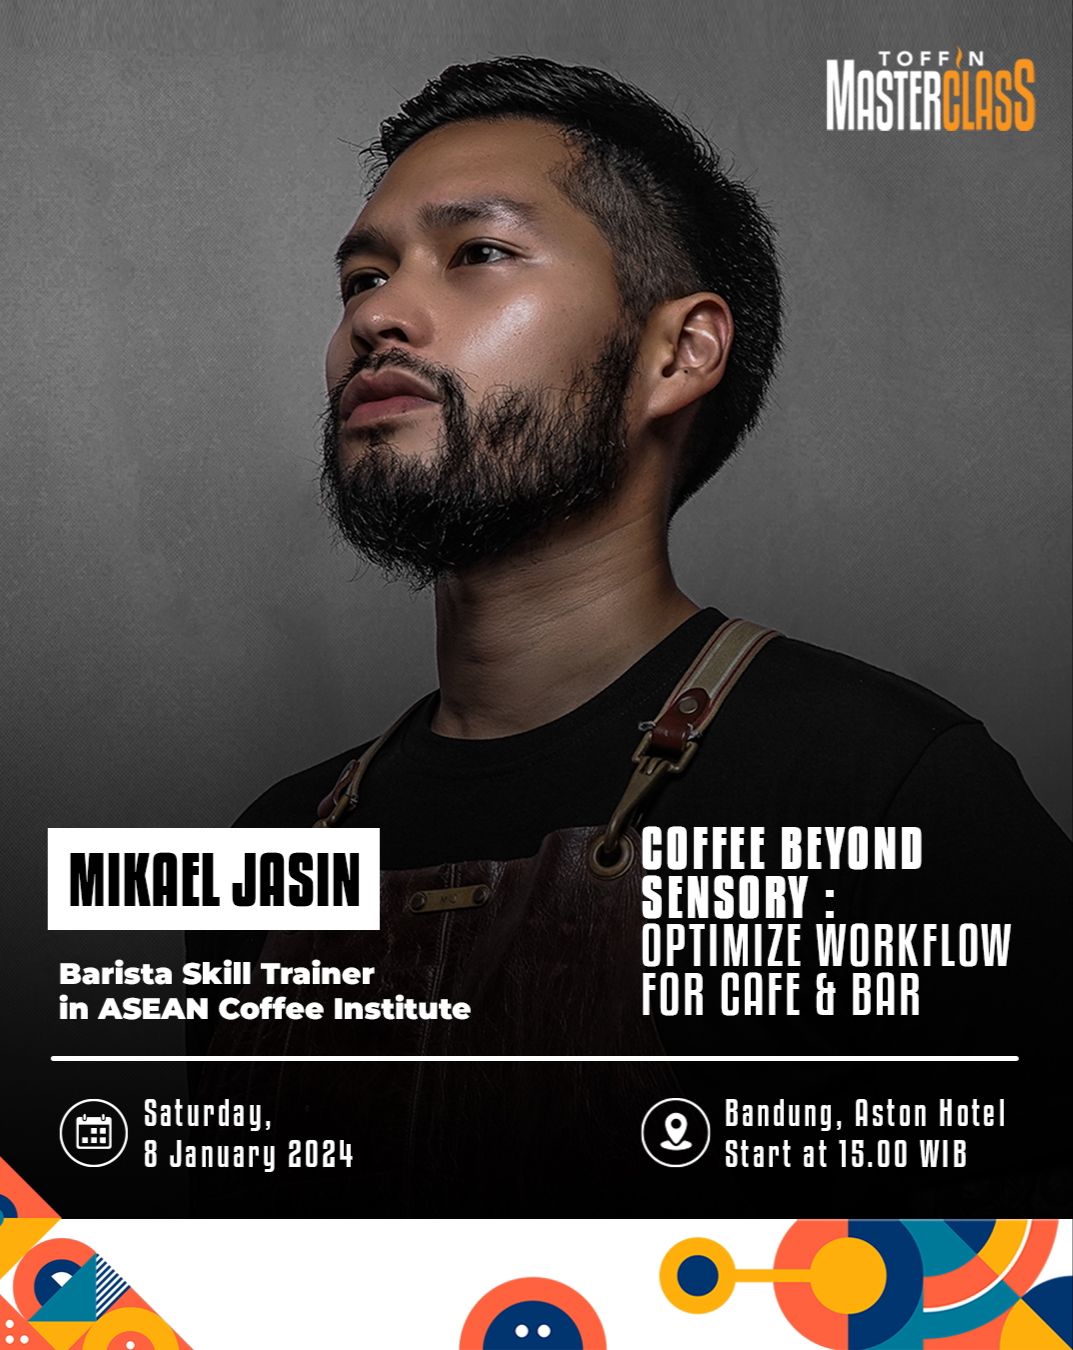 TOFFIN
MASTERCLASS
MIKAEL JASIN
Barista Skill Trainer
in ASEAN Coffee Institute
COFFEE BEYOND
SENSORY :
OPTIMIZE WORKFLOW
FOR CAFE & BAR
Saturday,
8 January 2024
Bandung, Aston Hotel
Start at 15.00 WIB